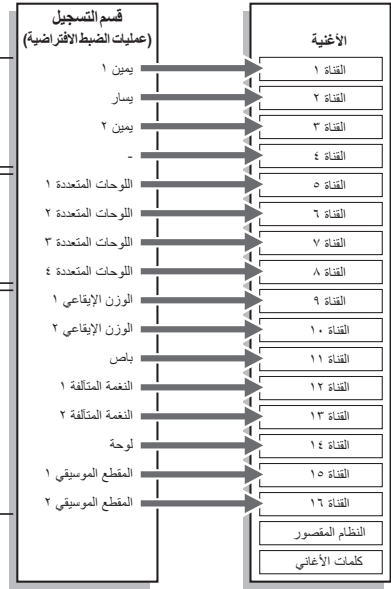 الأغنية
القناة ١
القناة ٢
القناة ٣
القناة ٤
القناة ٥
القناة ٦
القناة ٧
القناة ٨
القناة ٩
القناة ١٠
القناة ١١
القناة ١٢
القناة ١٣
القناة ١٤
القناة ١٥
القناة ١٦
النظام المقصور
كلمات الأغاني
قسم التسجيل
(عمليات الضبط الافتراضية)
يمين ١
يسار
يمين ٢
-
اللوحات المتعددة ١
اللوحات المتعددة ٢
اللوحات المتعددة ٣
اللوحات المتعددة ٤
الوزن الإيقاعي ١
الوزن الإيقاعي ٢
باص
النغمة المتآلفة ١
النغمة المتآلفة ٢
لوحة
المقطع الموسيقي ١
المقطع الموسيقي ٢